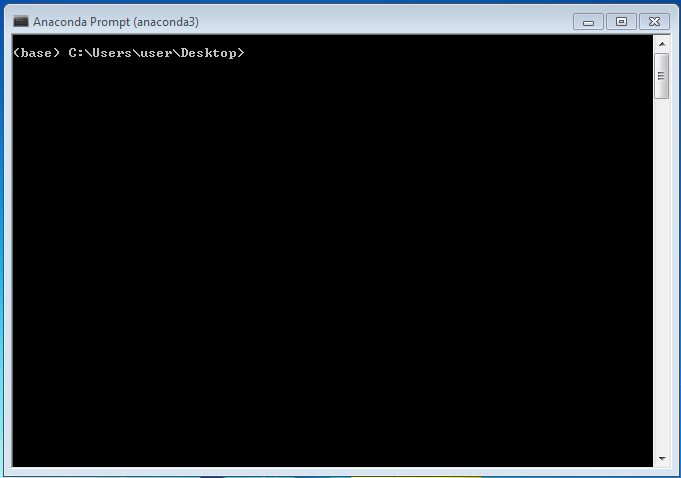 Anaconda Prompt (anaconda3)
(base) C:\Users\user\Desktop>